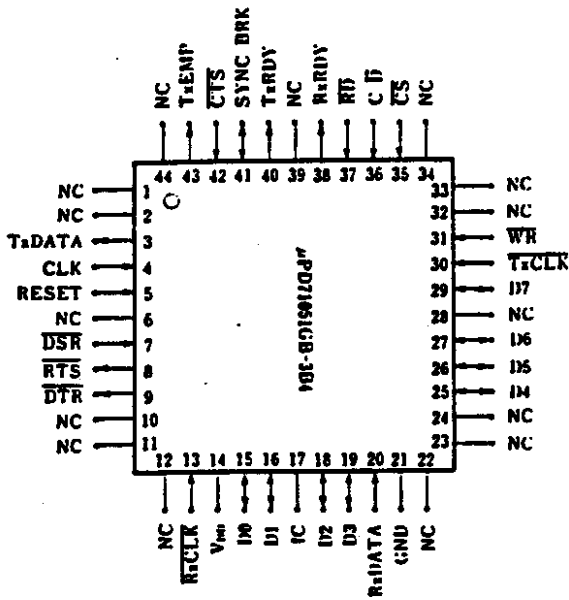 NC TxEMP CTS SYNC BRK TxRDY NC RxRDY RD C D CS NC
44 43 42 41 40 39 38 37 36 35 34
NC 1
NC 2
TxDATA 3
CLK 4
RESET 5
NC 6
DSR 7
RTS 8
DTR 9
NC 10
NC 11
μPD71051GB-3B4
33 NC
32 NC
31 WR
30 TxCLK
29 D7
28 NC
27 D6
26 D5
25 D4
24 NC
23 NC
12 13 14 15 16 17 18 19 20 21 22
NC RxCLK VDD D0 D1 IC D2 D3 RxDATA GND NC